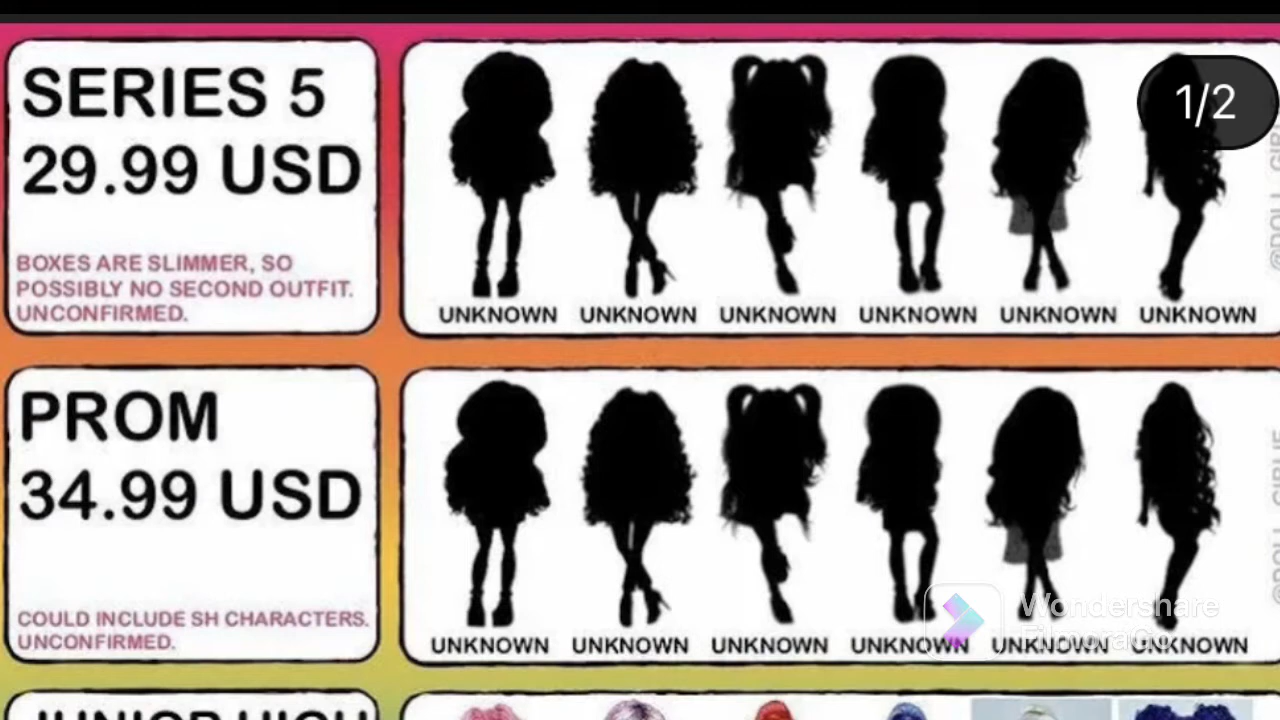 SERIES 5
29.99 USD
BOXES ARE SLIMMER, SO
POSSIBLY NO SECOND OUTFIT.
UNCONFIRMED.
UNKNOWN UNKNOWN UNKNOWN UNKNOWN UNKNOWN UNKNOWN
1/2
PROM
34.99 USD
COULD INCLUDE SH CHARACTERS.
UNCONFIRMED.
UNKNOWN UNKNOWN UNKNOWN UNKNOWN UNKNOWN UNKNOWN
Wondershare
JUNIOR HIGH